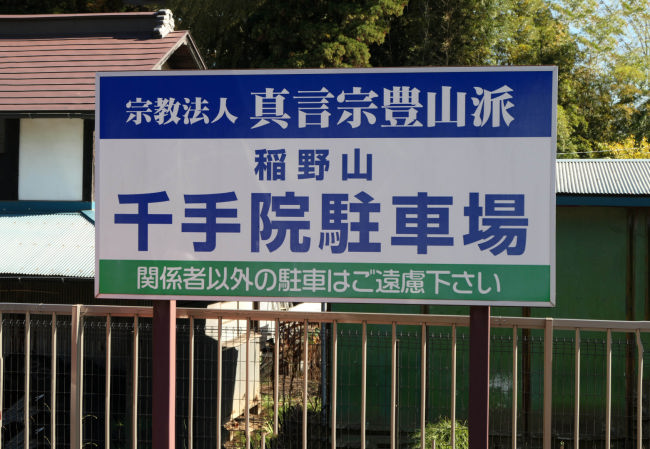 宗教法人 真言宗豊山派
稲野山
千手院駐車場
関係者以外の駐車はご遠慮下さい